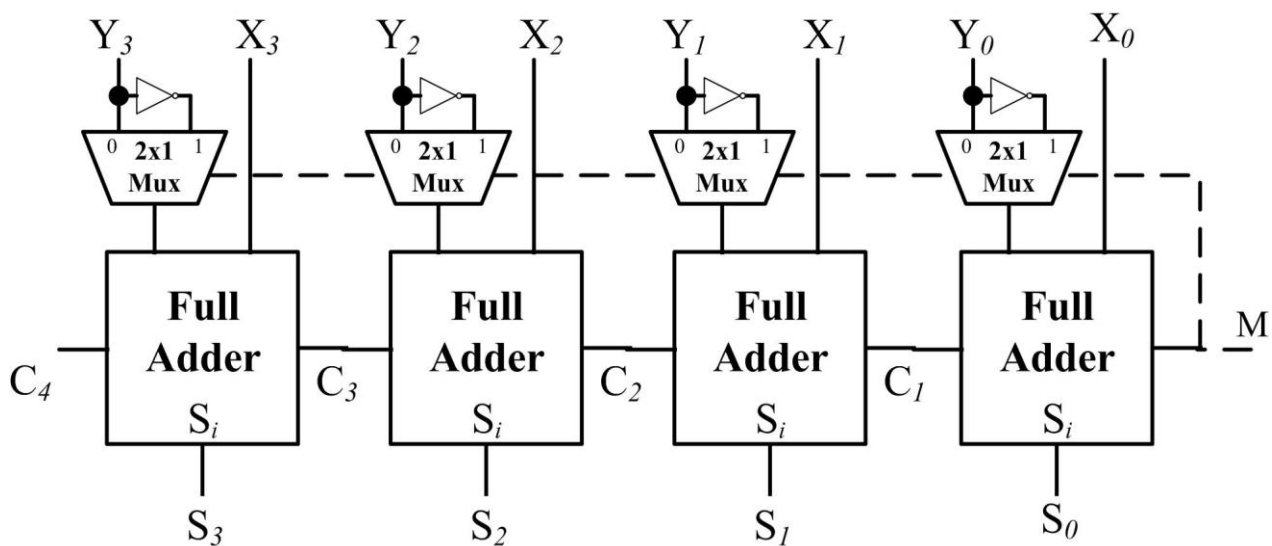 Y3 X3 Y2 X2 Y1 X1 Y0 X0
0 2x1 1 0 2x1 1 0 2x1 1 0 2x1 1
Mux Mux Mux Mux
Full Full Full Full
M
Adder Adder Adder Adder
C4 C3 C2 C1
Si Si Si Si
S3 S2 S1 S0